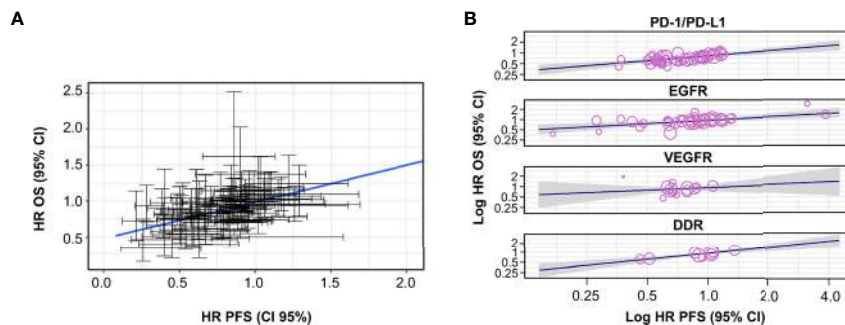 A
2.5
2.0
1.5
1.0
0.5
HR OS (95% CI)
0.0 0.5 1.0 1.5 2.0
HR PFS (CI 95%)
B
PD-1/PD-L1
2
1
0.5
0.25
EGFR
2
1
0.5
0.25
VEGFR
2
1
0.5
0.25
DDR
2
1
0.5
0.25
Log HR OS (95% CI)
0.25 0.5 1.0 2.0 4.0
Log HR PFS (95% CI)